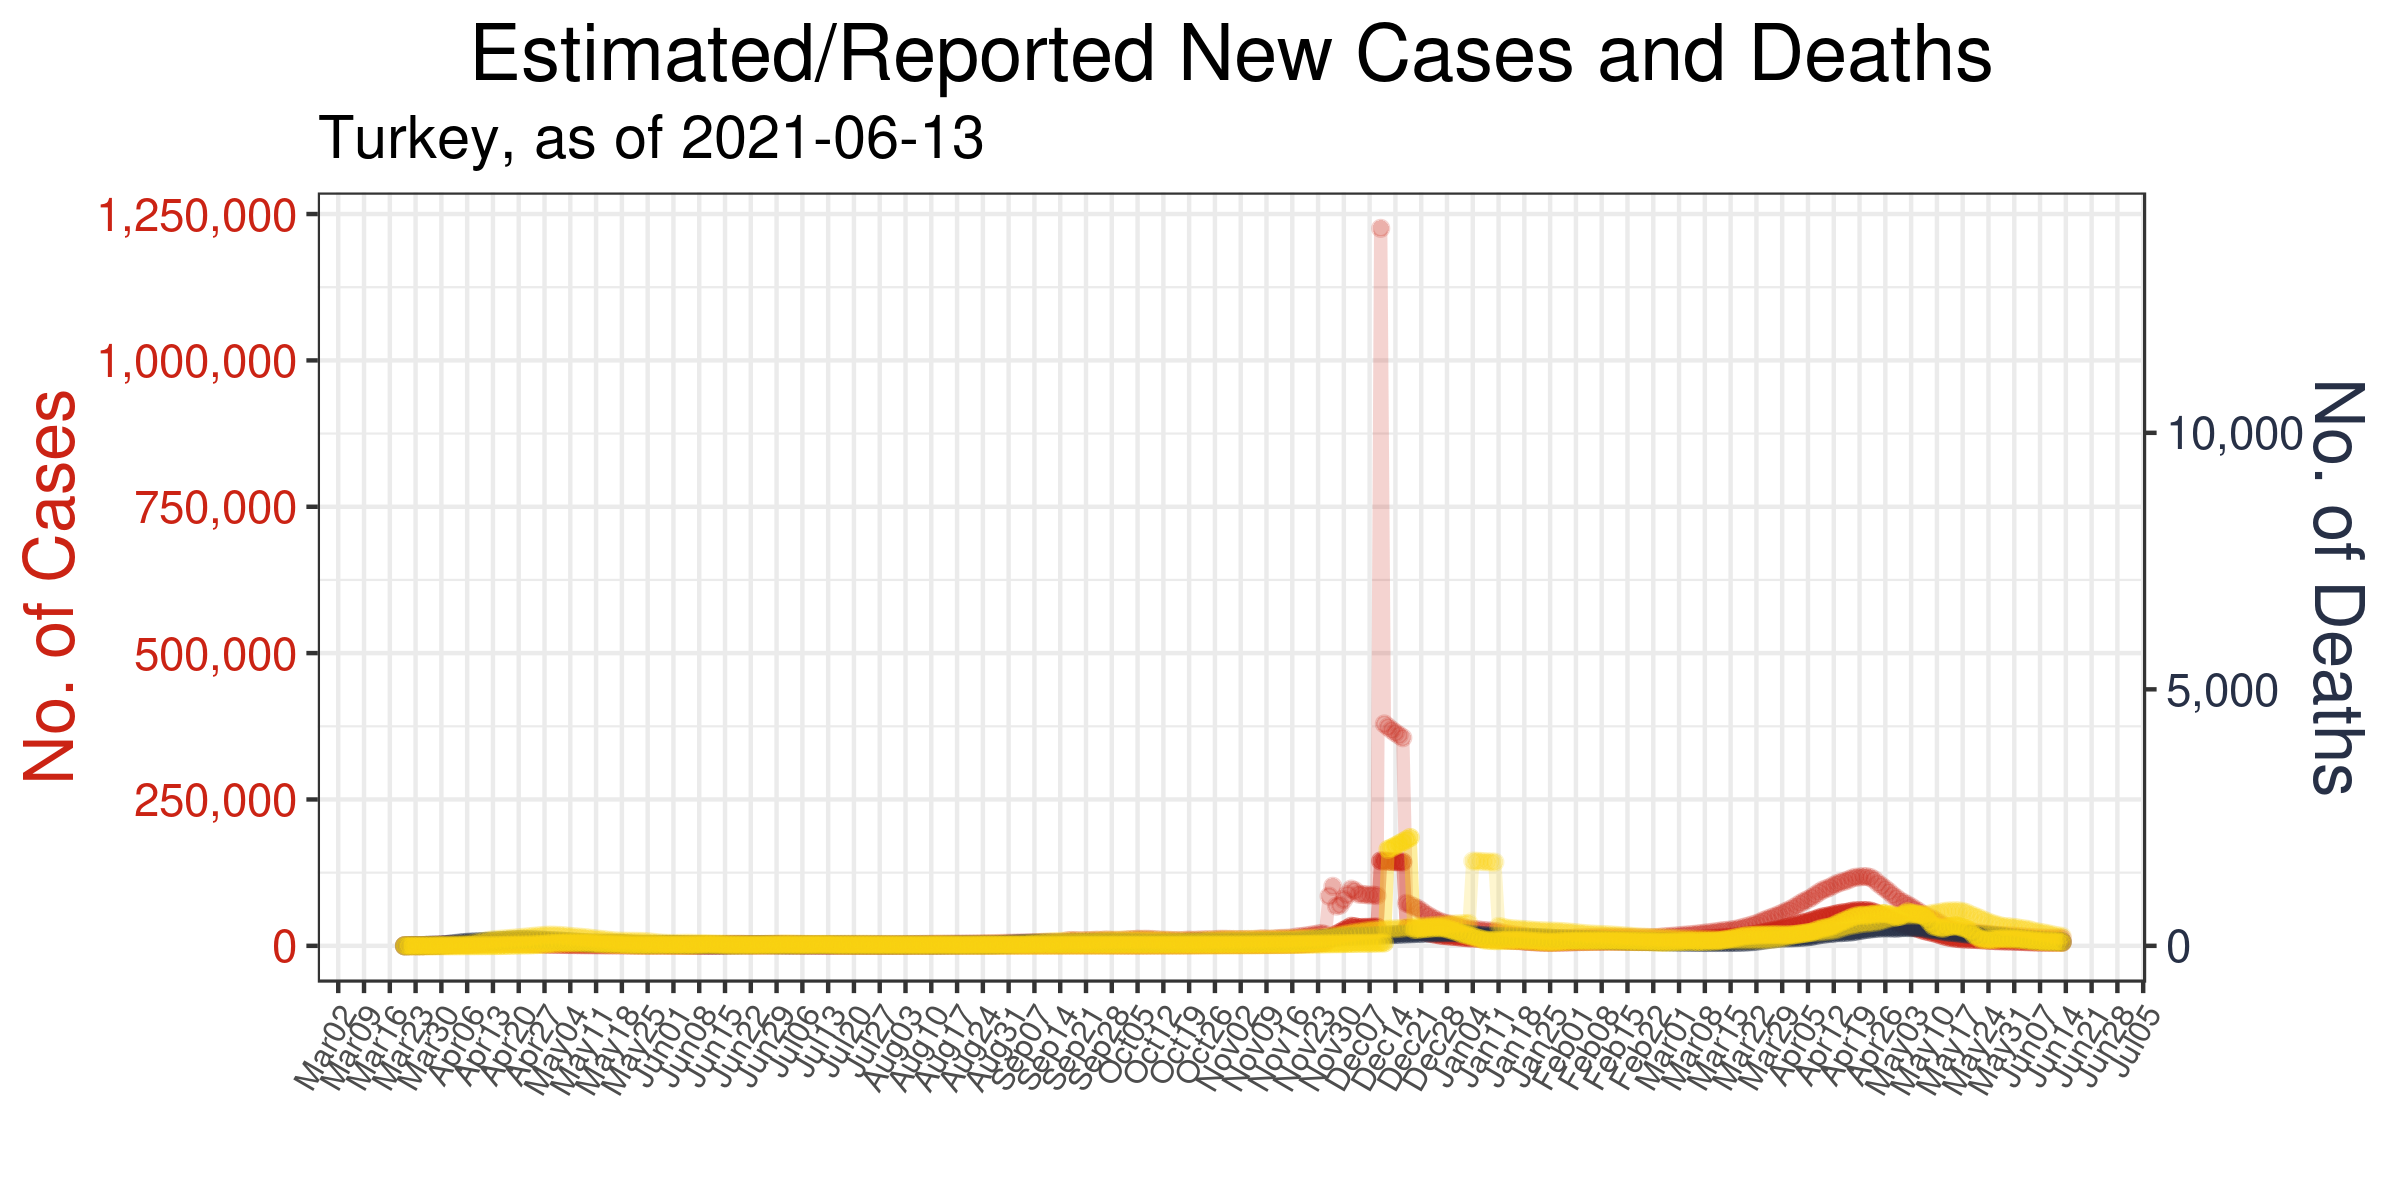 Estimated/Reported New Cases and Deaths
Turkey, as of 2021-06-13
No. of Cases
1,250,000
1,000,000
750,000
500,000
250,000
0
No. of Deaths
10,000
5,000
0
Mar02
Mar09
Mar16
Mar23
Mar30
Apr06
Apr13
Apr20
Apr27
May04
May11
May18
May25
Jun01
Jun08
Jun15
Jun22
Jun29
Jul06
Jul13
Jul20
Jul27
Aug03
Aug10
Aug17
Aug24
Aug31
Sep07
Sep14
Sep21
Sep28
Oct05
Oct12
Oct19
Oct26
Nov02
Nov09
Nov16
Nov23
Nov30
Dec07
Dec14
Dec21
Dec28
Jan04
Jan11
Jan18
Jan25
Feb01
Feb08
Feb15
Feb22
Mar01
Mar08
Mar15
Mar22
Mar29
Apr05
Apr12
Apr19
Apr26
May03
May10
May17
May24
May31
Jun07
Jun14
Jun21
Jun28
Jul05